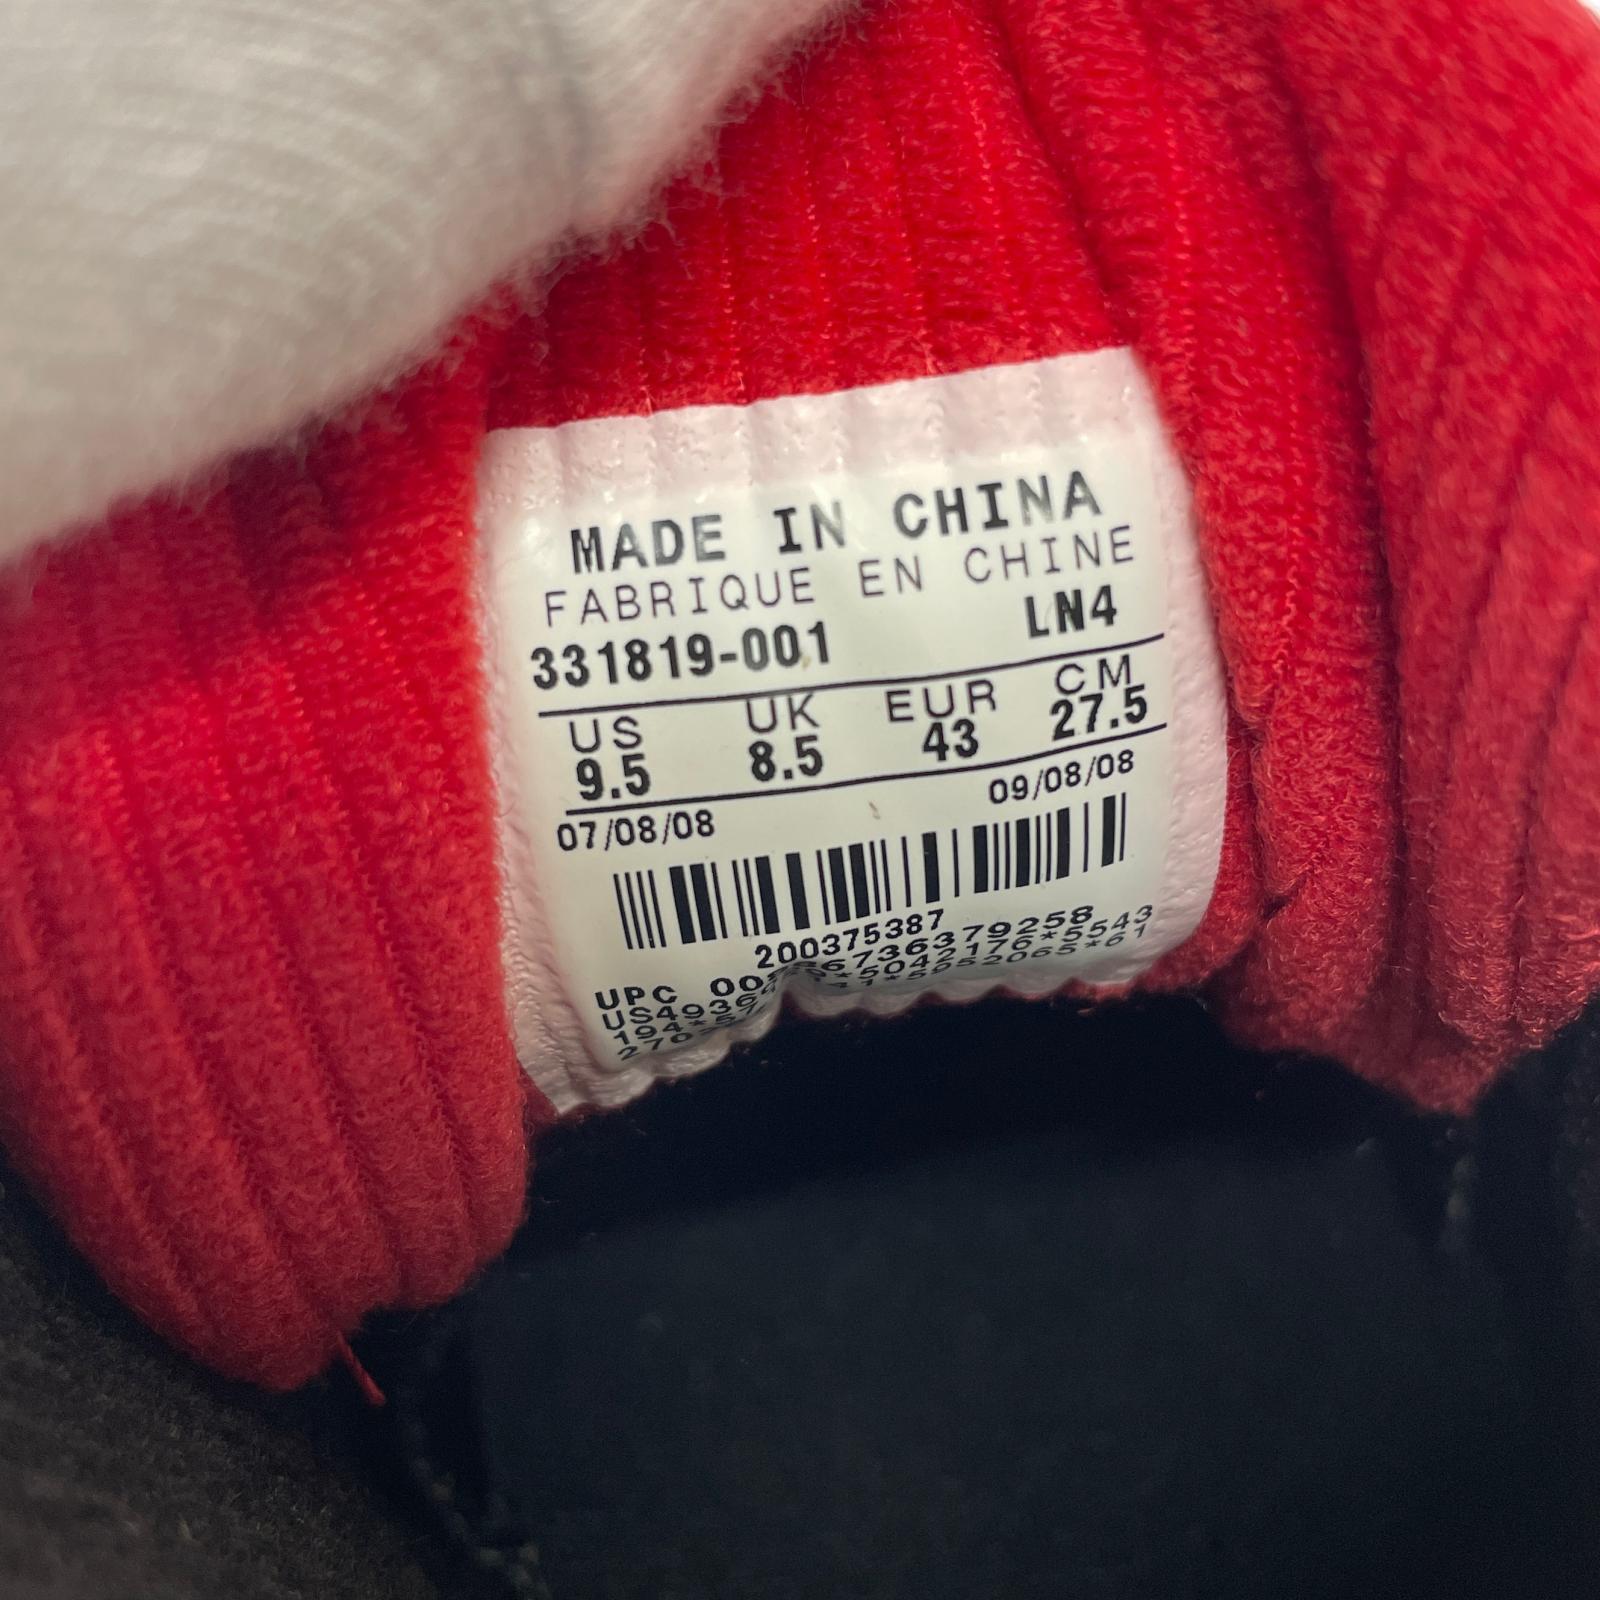 MADE IN CHINA
FABRIQUE EN CHINE
331819-001 LN4
US UK EUR CM
9.5 8.5 43 27.5
07/08/08 09/08/08
200375387
UPC